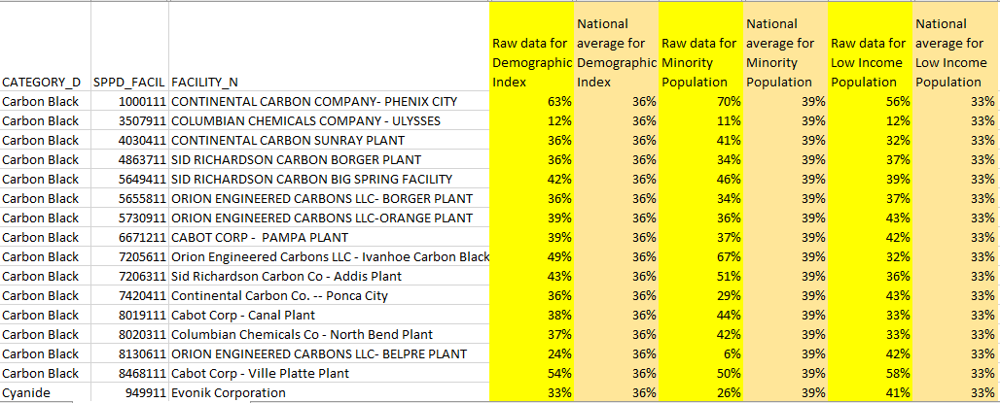 National National National
Raw data for average for Raw data for average for Raw data for average for
Demographic Demographic Minority Minority Low Income Low Income
CATEGORY_D SPPD_FACIL FACILITY_N Index Index Population Population Population Population
Carbon Black 1000111 CONTINENTAL CARBON COMPANY- PHENIX CITY 63% 36% 70% 39% 56% 33%
Carbon Black 3507911 COLUMBIAN CHEMICALS COMPANY - ULYSSES 12% 36% 11% 39% 12% 33%
Carbon Black 4030411 CONTINENTAL CARBON SUNRAY PLANT 36% 36% 41% 39% 32% 33%
Carbon Black 4863711 SID RICHARDSON CARBON BORGER PLANT 36% 36% 34% 39% 37% 33%
Carbon Black 5649411 SID RICHARDSON CARBON BIG SPRING FACILITY 42% 36% 46% 39% 39% 33%
Carbon Black 5655811 ORION ENGINEERED CARBONS LLC- BORGER PLANT 36% 36% 34% 39% 37% 33%
Carbon Black 5730911 ORION ENGINEERED CARBONS LLC-ORANGE PLANT 39% 36% 36% 39% 43% 33%
Carbon Black 6671211 CABOT CORP - PAMPA PLANT 39% 36% 37% 39% 42% 33%
Carbon Black 7205611 Orion Engineered Carbons LLC - Ivanhoe Carbon Black 49% 36% 67% 39% 32% 33%
Carbon Black 7206311 Sid Richardson Carbon Co - Addis Plant 43% 36% 51% 39% 36% 33%
Carbon Black 7420411 Continental Carbon Co. -- Ponca City 36% 36% 29% 39% 43% 33%
Carbon Black 8019111 Cabot Corp - Canal Plant 38% 36% 44% 39% 33% 33%
Carbon Black 8020311 Columbian Chemicals Co - North Bend Plant 37% 36% 42% 39% 33% 33%
Carbon Black 8130611 ORION ENGINEERED CARBONS LLC- BELPRE PLANT 24% 36% 6% 39% 42% 33%
Carbon Black 8468111 Cabot Corp - Ville Platte Plant 54% 36% 50% 39% 58% 33%
Cyanide 949911 Evonik Corporation 33% 36% 26% 39% 41% 33%